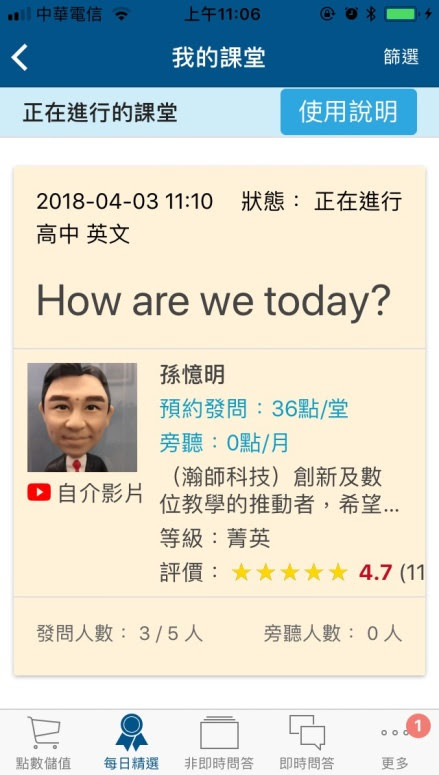 中華電信 上午11:06
我的課堂 篩選
正在進行的課堂 使用說明
2018-04-03 11:10 狀態： 正在進行
高中 英文
How are we today?
孫憶明
預約發問：36點/堂
旁聽：0點/月
（瀚師科技）創新及數
位教學的推動者，希望...
自介影片
等級：菁英
評價： 4.7 (11
發問人數： 3 / 5 人 旁聽人數： 0 人
點數儲值 每日精選 非即時問答 即時問答 更多 1